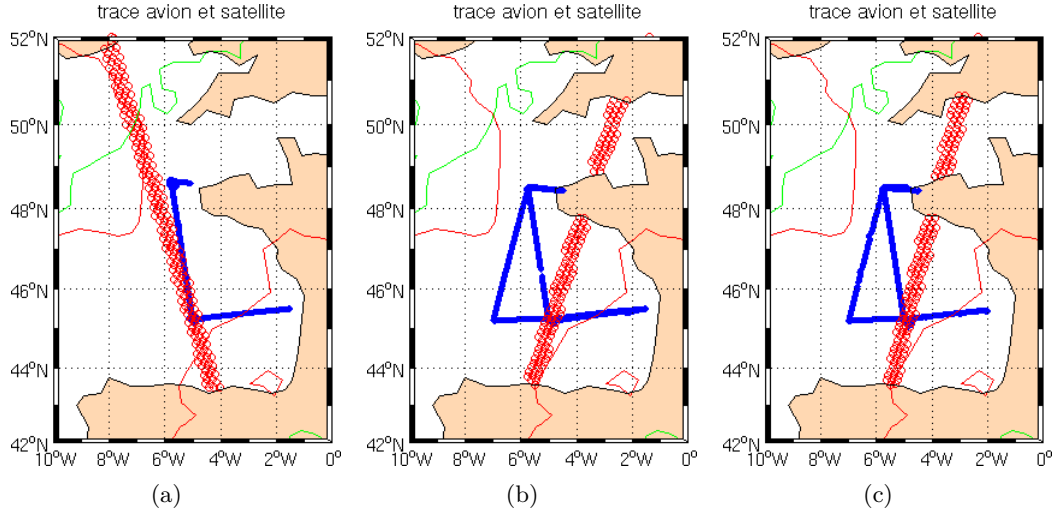 trace avion et satellite trace avion et satellite trace avion et satellite
52°N 52°N 52°N
50°N 50°N 50°N
48°N 48°N 48°N
46°N 46°N 46°N
44°N 44°N 44°N
42°N 42°N 42°N
10°W 8°W 6°W 4°W 2°W 0° 10°W 8°W 6°W 4°W 2°W 0° 10°W 8°W 6°W 4°W 2°W 0°
(a) (b) (c)